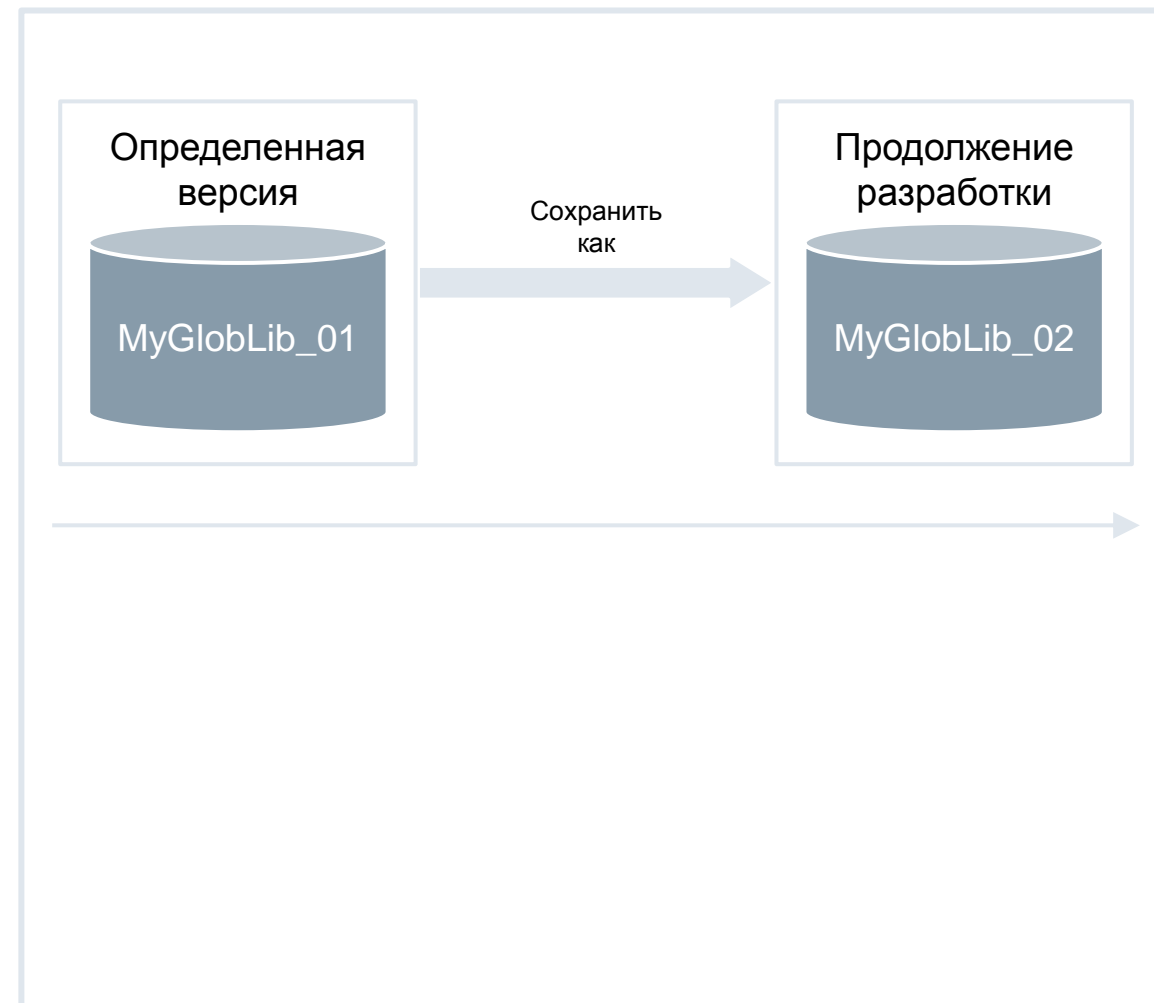 Определенная
версия
MyGlobLib_01
Сохранить
как
Продолжение
разработки
MyGlobLib_02